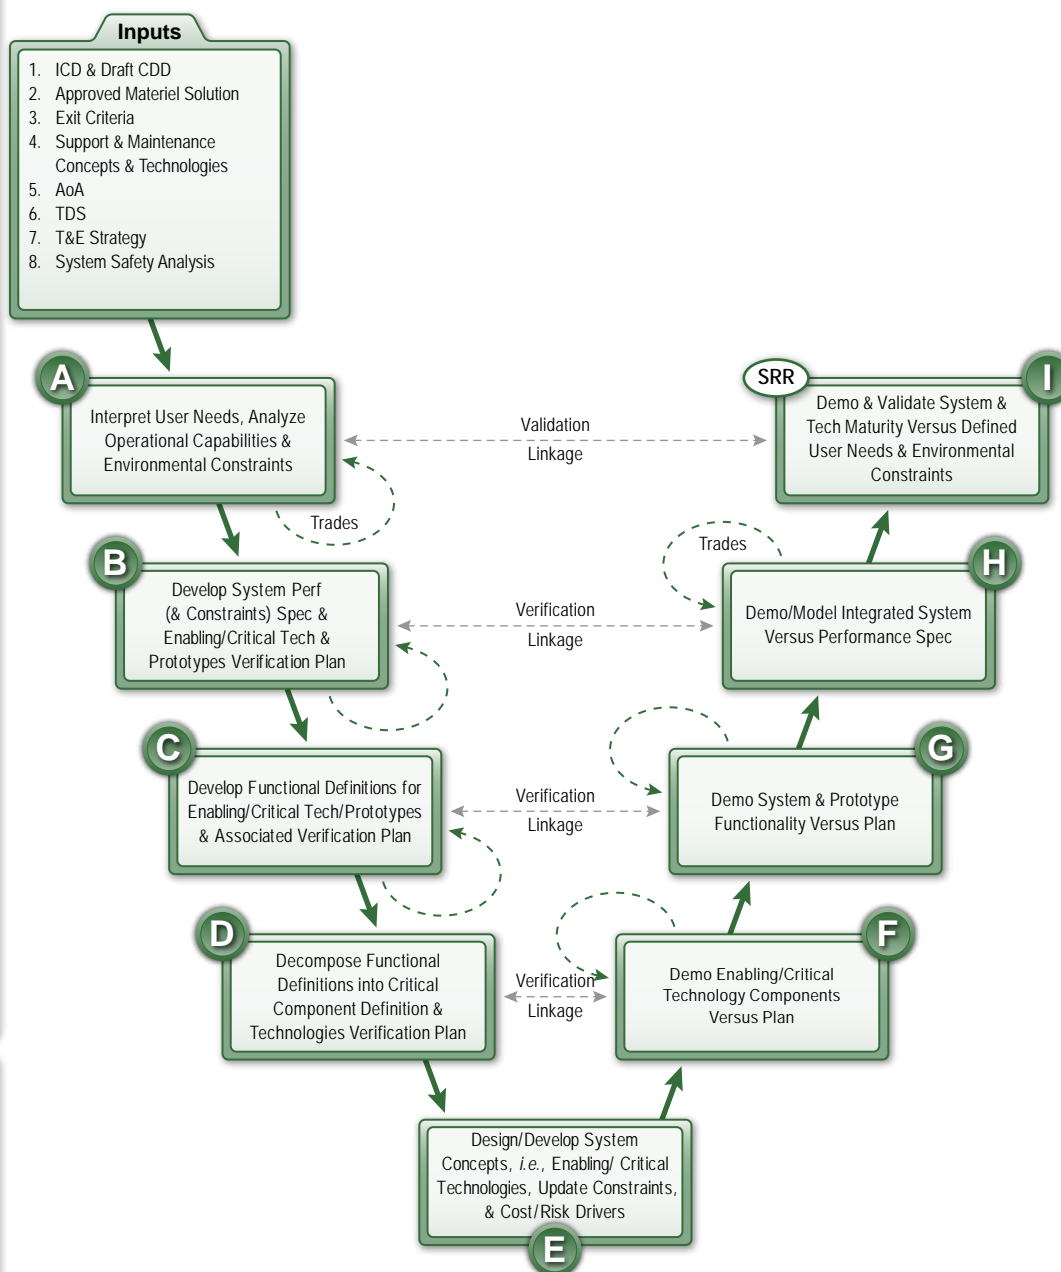 Inputs
1. ICD & Draft CDD
2. Approved Materiel Solution
3. Exit Criteria
4. Support & Maintenance
Concepts & Technologies
5. AoA
6. TDS
7. T&E Strategy
8. System Safety Analysis
A
Interpret User Needs, Analyze
Operational Capabilities &
Environmental Constraints
Trades
Validation
Linkage
SRR
I
Demo & Validate System &
Tech Maturity Versus Defined
User Needs & Environmental
Constraints
B
Develop System Perf
(& Constraints) Spec &
Enabling/Critical Tech &
Prototypes Verification Plan
Verification
Linkage
Trades
H
Demo/Model Integrated System
Versus Performance Spec
C
Develop Functional Definitions for
Enabling/Critical Tech/Prototypes
& Associated Verification Plan
Verification
Linkage
G
Demo System & Prototype
Functionality Versus Plan
D
Decompose Functional
Definitions into Critical
Component Definition &
Technologies Verification Plan
Verification
Linkage
F
Demo Enabling/Critical
Technology Components
Versus Plan
Design/Develop System
Concepts, i.e., Enabling/ Critical
Technologies, Update Constraints,
& Cost/Risk Drivers
E